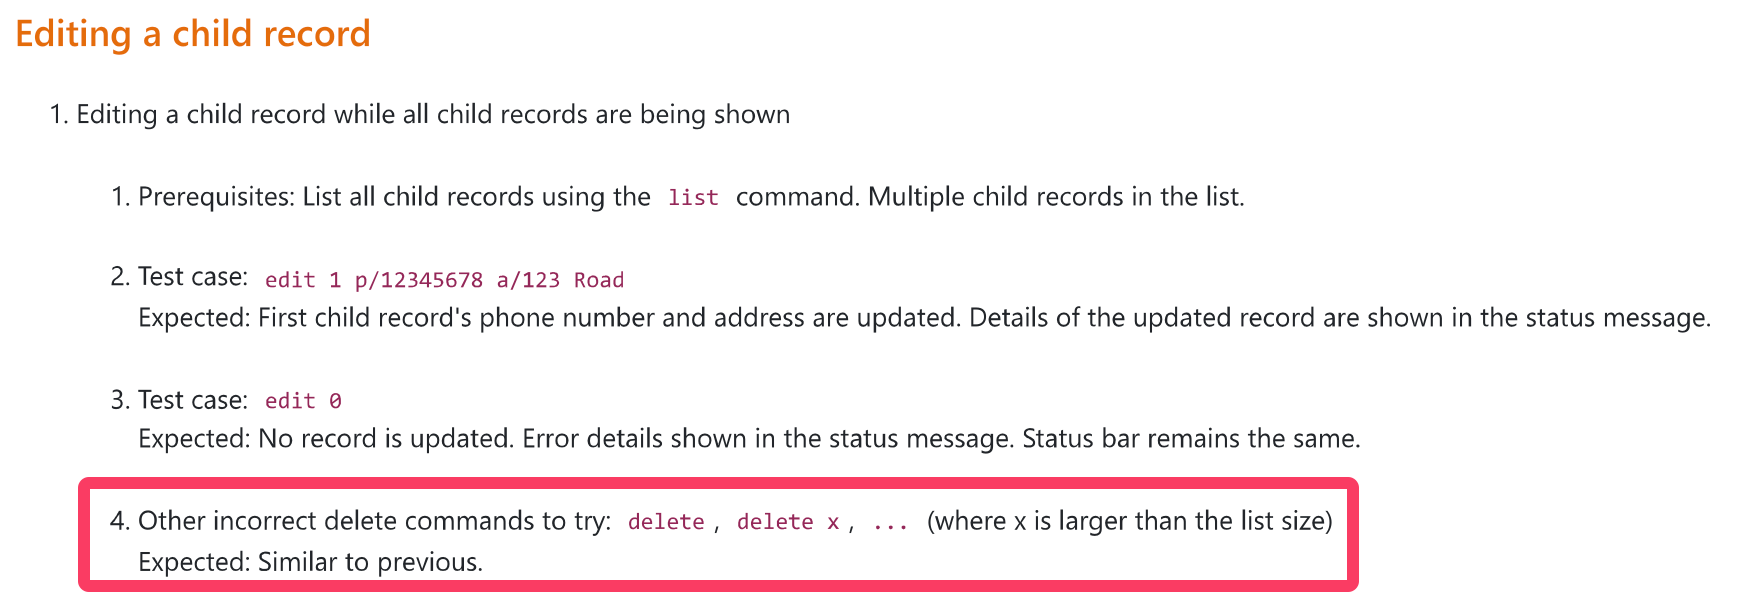 Editing a child record
1. Editing a child record while all child records are being shown
1. Prerequisites: List all child records using the list command. Multiple child records in the list.
2. Test case: edit 1 p/12345678 a/123 Road
Expected: First child record's phone number and address are updated. Details of the updated record are shown in the status message.
3. Test case: edit 0
Expected: No record is updated. Error details shown in the status message. Status bar remains the same.
4. Other incorrect delete commands to try: delete, delete x, ... (where x is larger than the list size)
Expected: Similar to previous.